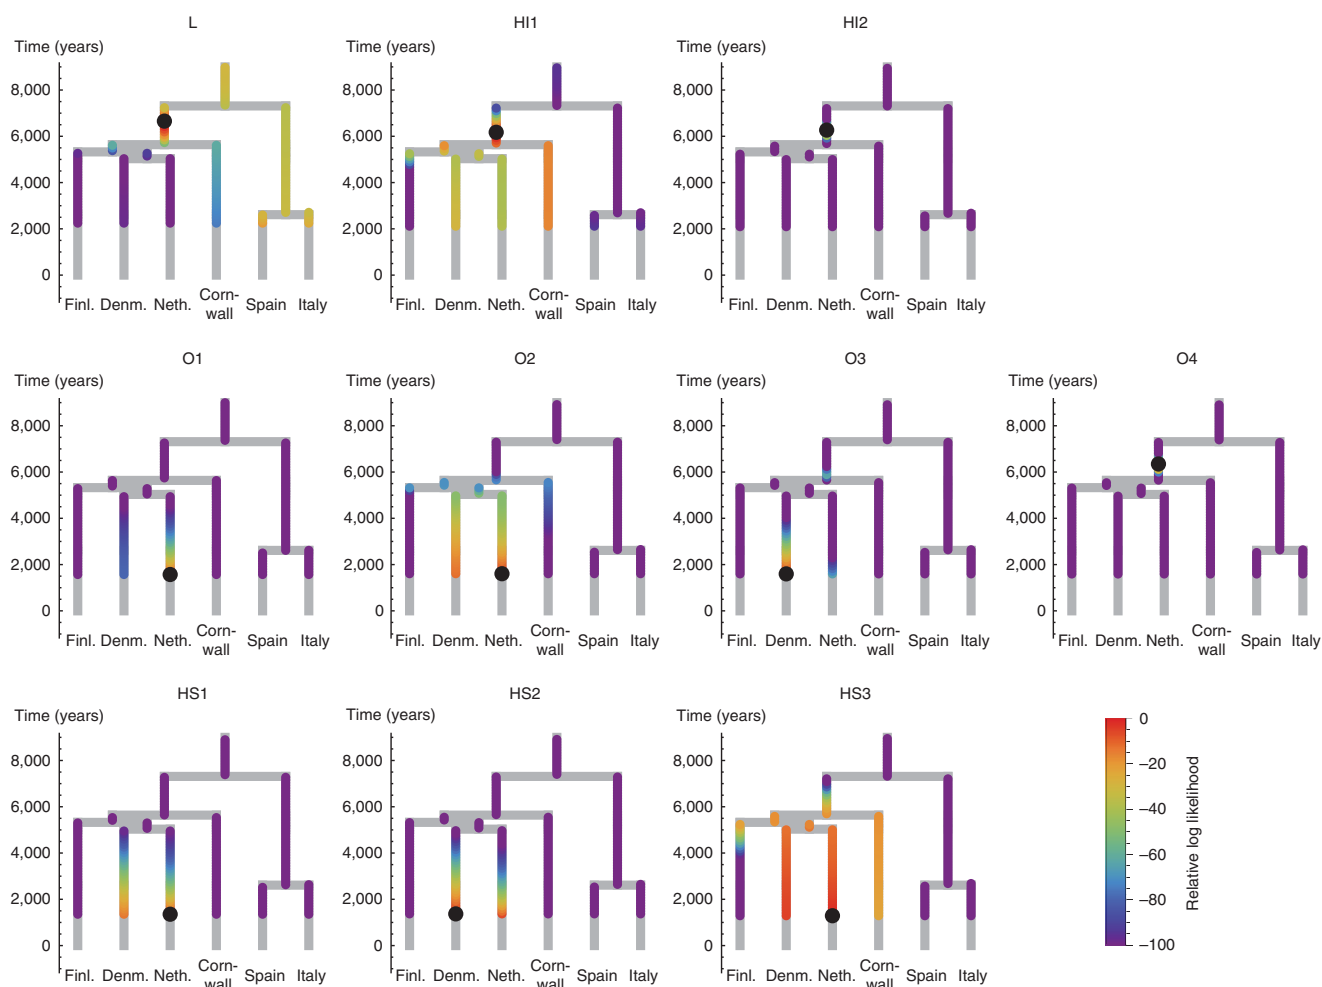 L
HI1
HI2
Time (years)
Time (years)
Time (years)
8,000
6,000
4,000
2,000
0
8,000
6,000
4,000
2,000
0
8,000
6,000
4,000
2,000
0
Finl. Denm. Neth. Corn-wall Spain Italy
Finl. Denm. Neth. Corn-wall Spain Italy
Finl. Denm. Neth. Corn-wall Spain Italy
O1
O2
O3
O4
Time (years)
Time (years)
Time (years)
Time (years)
8,000
6,000
4,000
2,000
0
8,000
6,000
4,000
2,000
0
8,000
6,000
4,000
2,000
0
8,000
6,000
4,000
2,000
0
Finl. Denm. Neth. Corn-wall Spain Italy
Finl. Denm. Neth. Corn-wall Spain Italy
Finl. Denm. Neth. Corn-wall Spain Italy
Finl. Denm. Neth. Corn-wall Spain Italy
HS1
HS2
HS3
Time (years)
Time (years)
Time (years)
8,000
6,000
4,000
2,000
0
8,000
6,000
4,000
2,000
0
8,000
6,000
4,000
2,000
0
Finl. Denm. Neth. Corn-wall Spain Italy
Finl. Denm. Neth. Corn-wall Spain Italy
Finl. Denm. Neth. Corn-wall Spain Italy
0
−20
−40
−60
−80
−100
Relative log likelihood